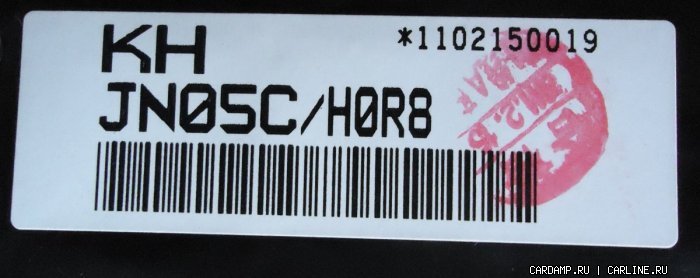 KH
*1102150019
JN05C/H0R8
CARDAMP.RU | CARLINE.RU